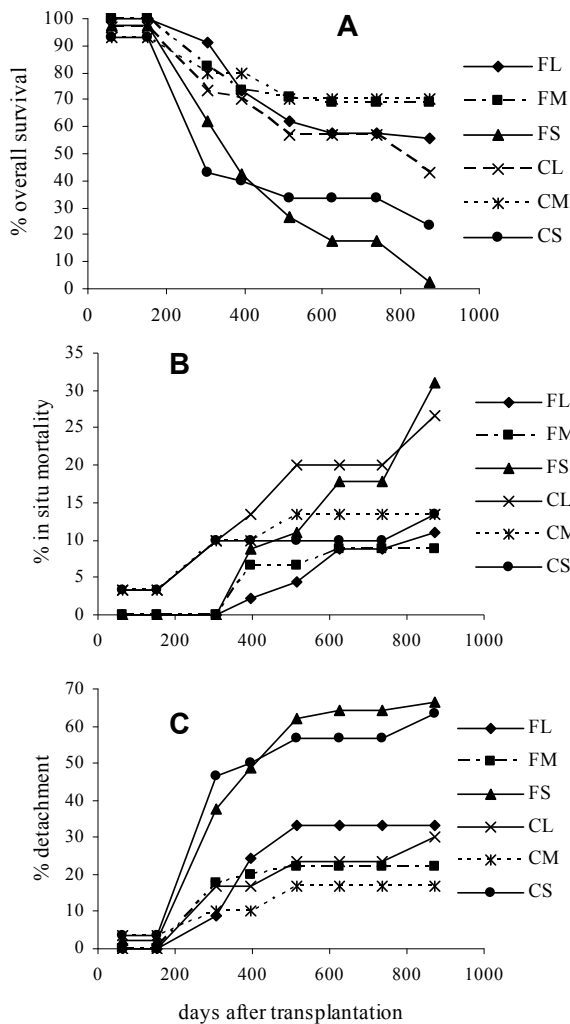 A
% overall survival
100
90
80
70
60
50
40
30
20
10
0
0 200 400 600 800 1000
FL
FM
FS
CL
CM
CS
B
% in situ mortality
35
30
25
20
15
10
5
0
0 200 400 600 800 1000
FL
FM
FS
CL
CM
CS
C
% detachment
70
60
50
40
30
20
10
0
0 200 400 600 800 1000
FL
FM
FS
CL
CM
CS
days after transplantation